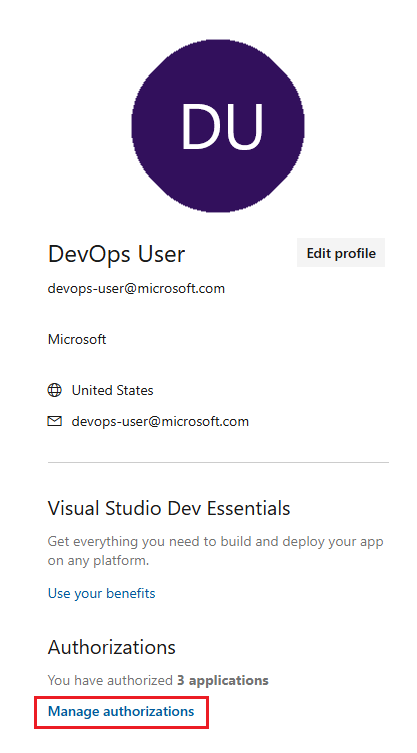 DU
DevOps User
Edit profile
devops-user@microsoft.com
Microsoft
United States
devops-user@microsoft.com
Visual Studio Dev Essentials
Get everything you need to build and deploy your app
on any platform.
Use your benefits
Authorizations
You have authorized 3 applications
Manage authorizations